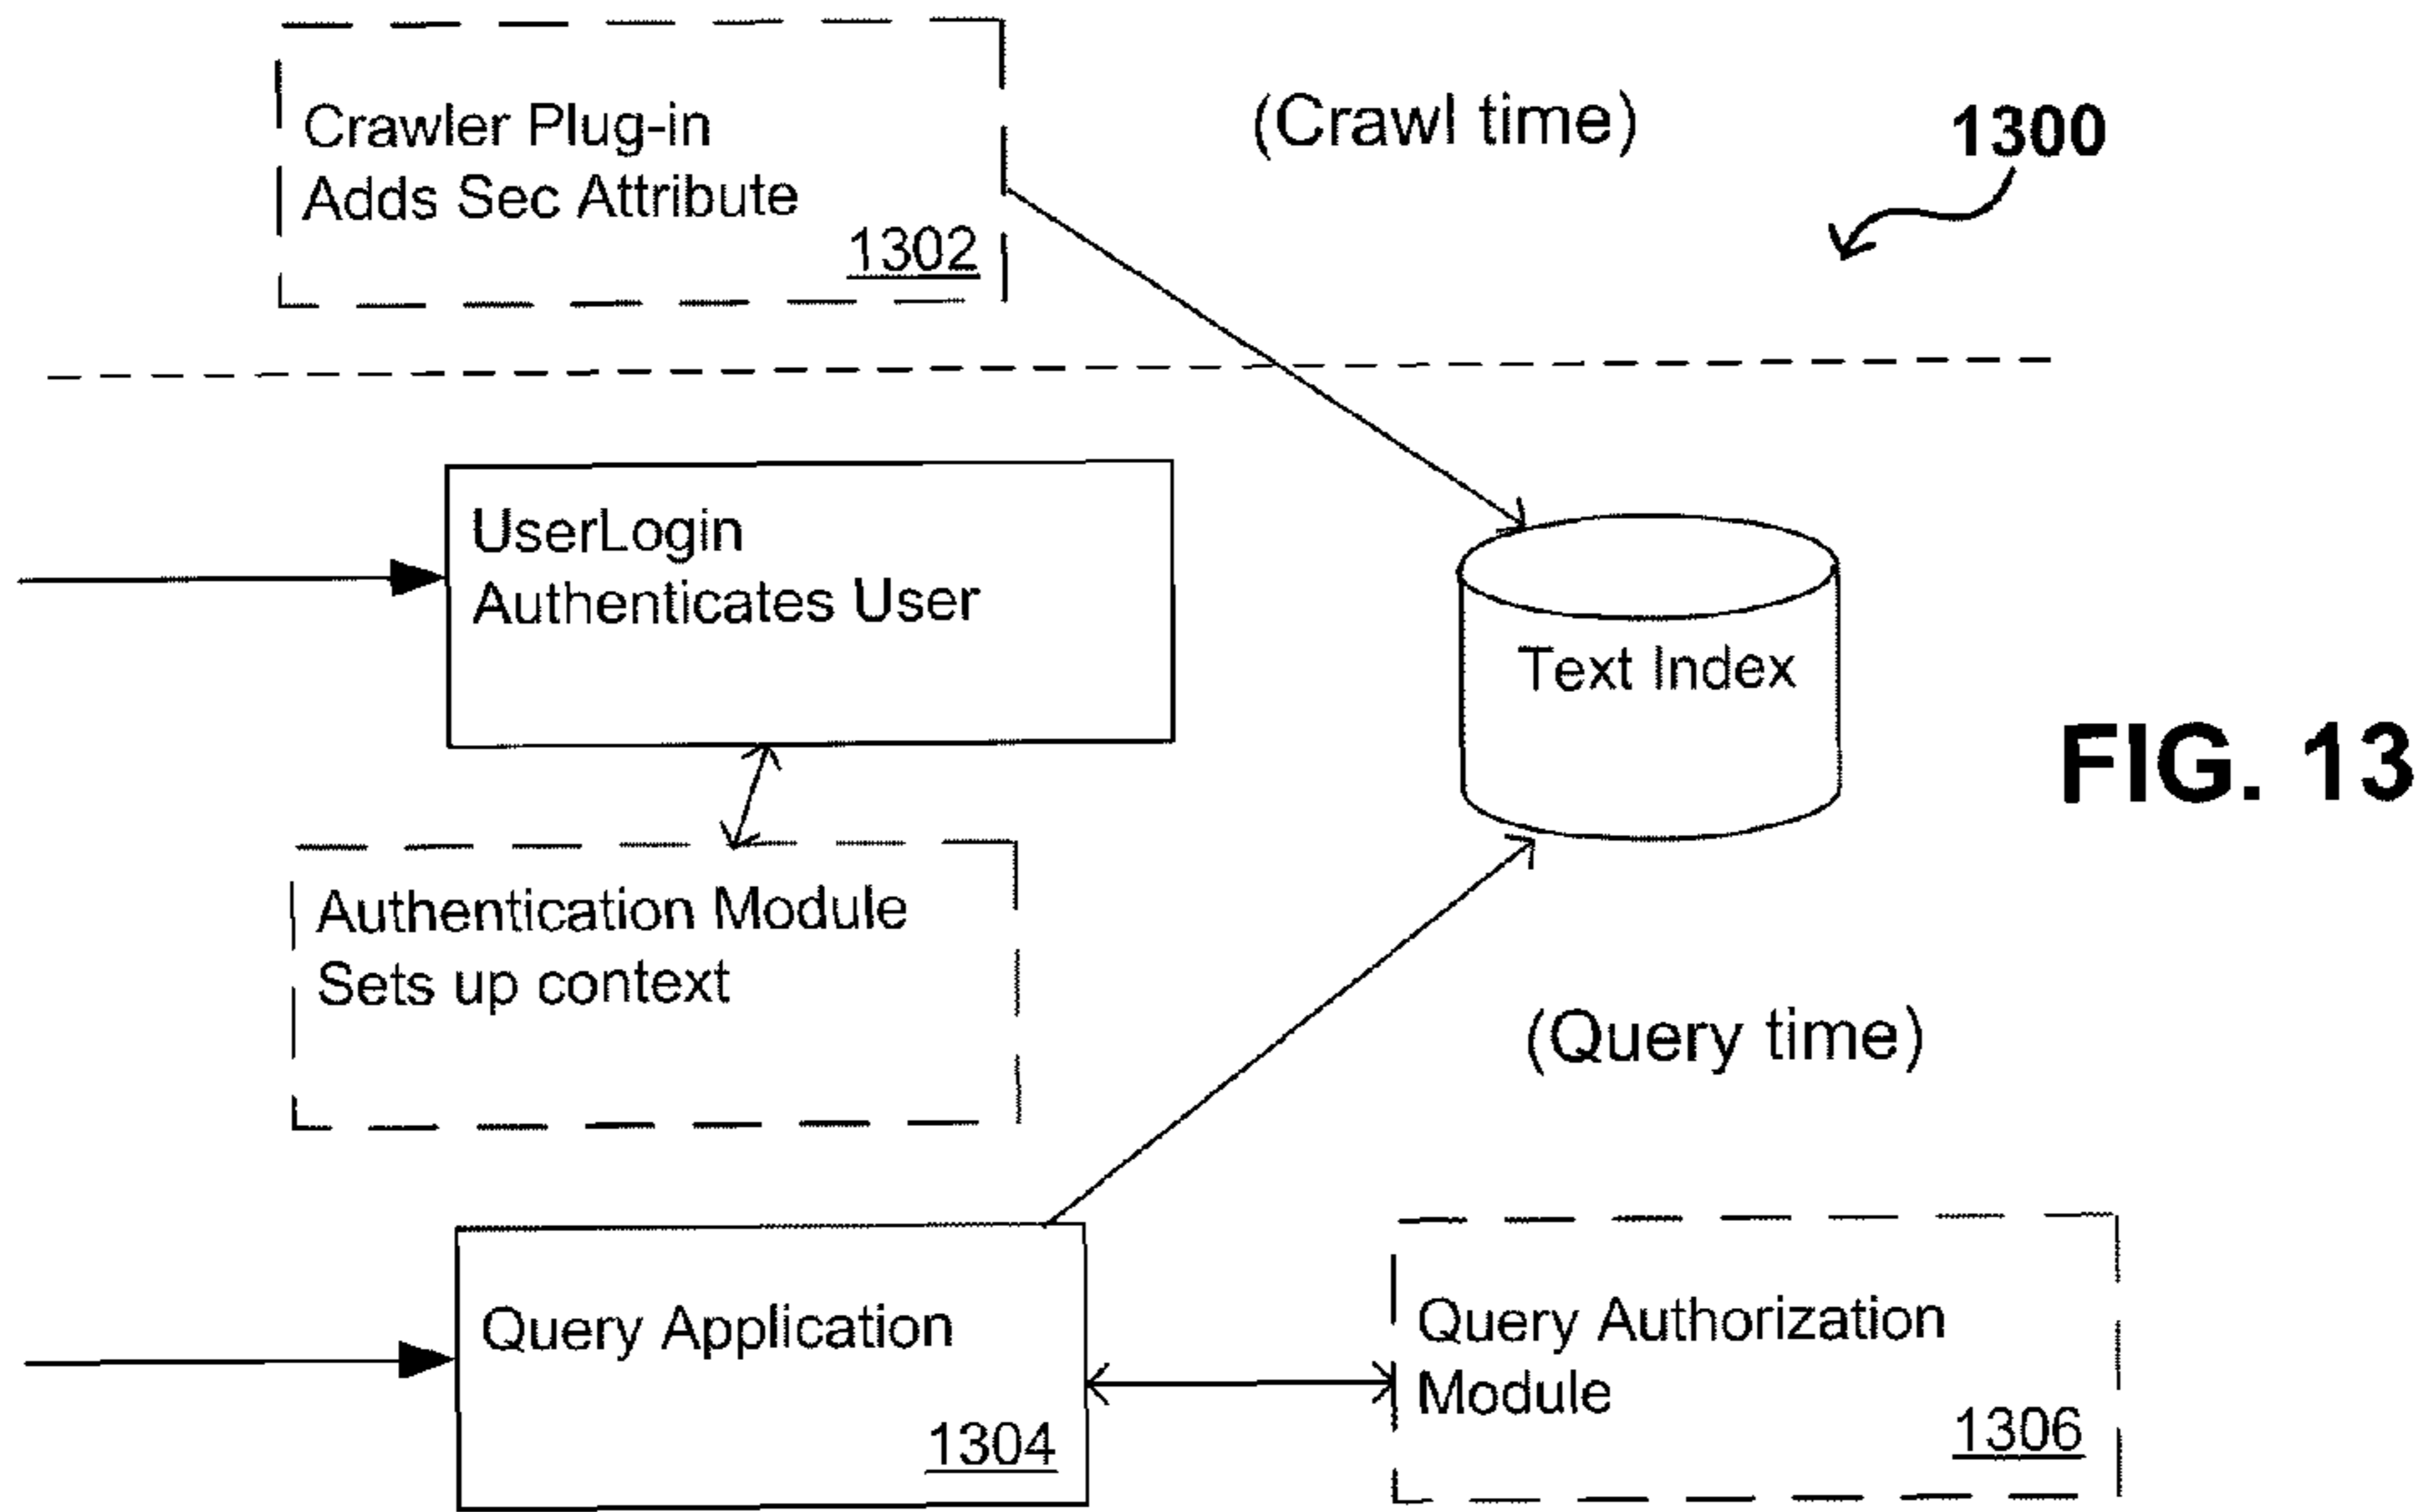 Crawler Plug-in
Adds Sec Attribute
1302
(Crawl time)
1300
UserLogin
Authenticates User
Text Index
FIG. 13
Authentication Module
Sets up context
(Query time)
Query Application
1304
Query Authorization
Module
1306